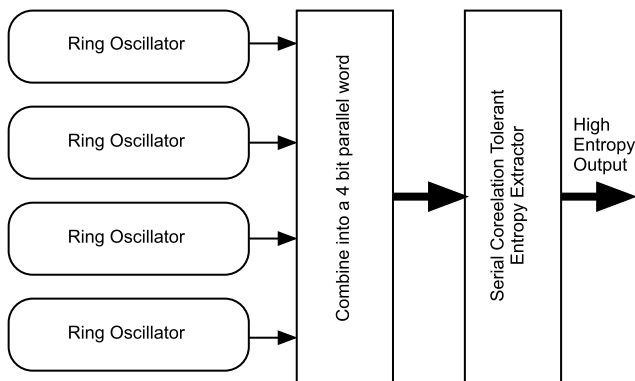 Ring Oscillator
Ring Oscillator
Ring Oscillator
Ring Oscillator
Combine into a 4 bit parallel word
Serial Coreelation Tolerant
Entropy Extractor
High
Entropy
Output